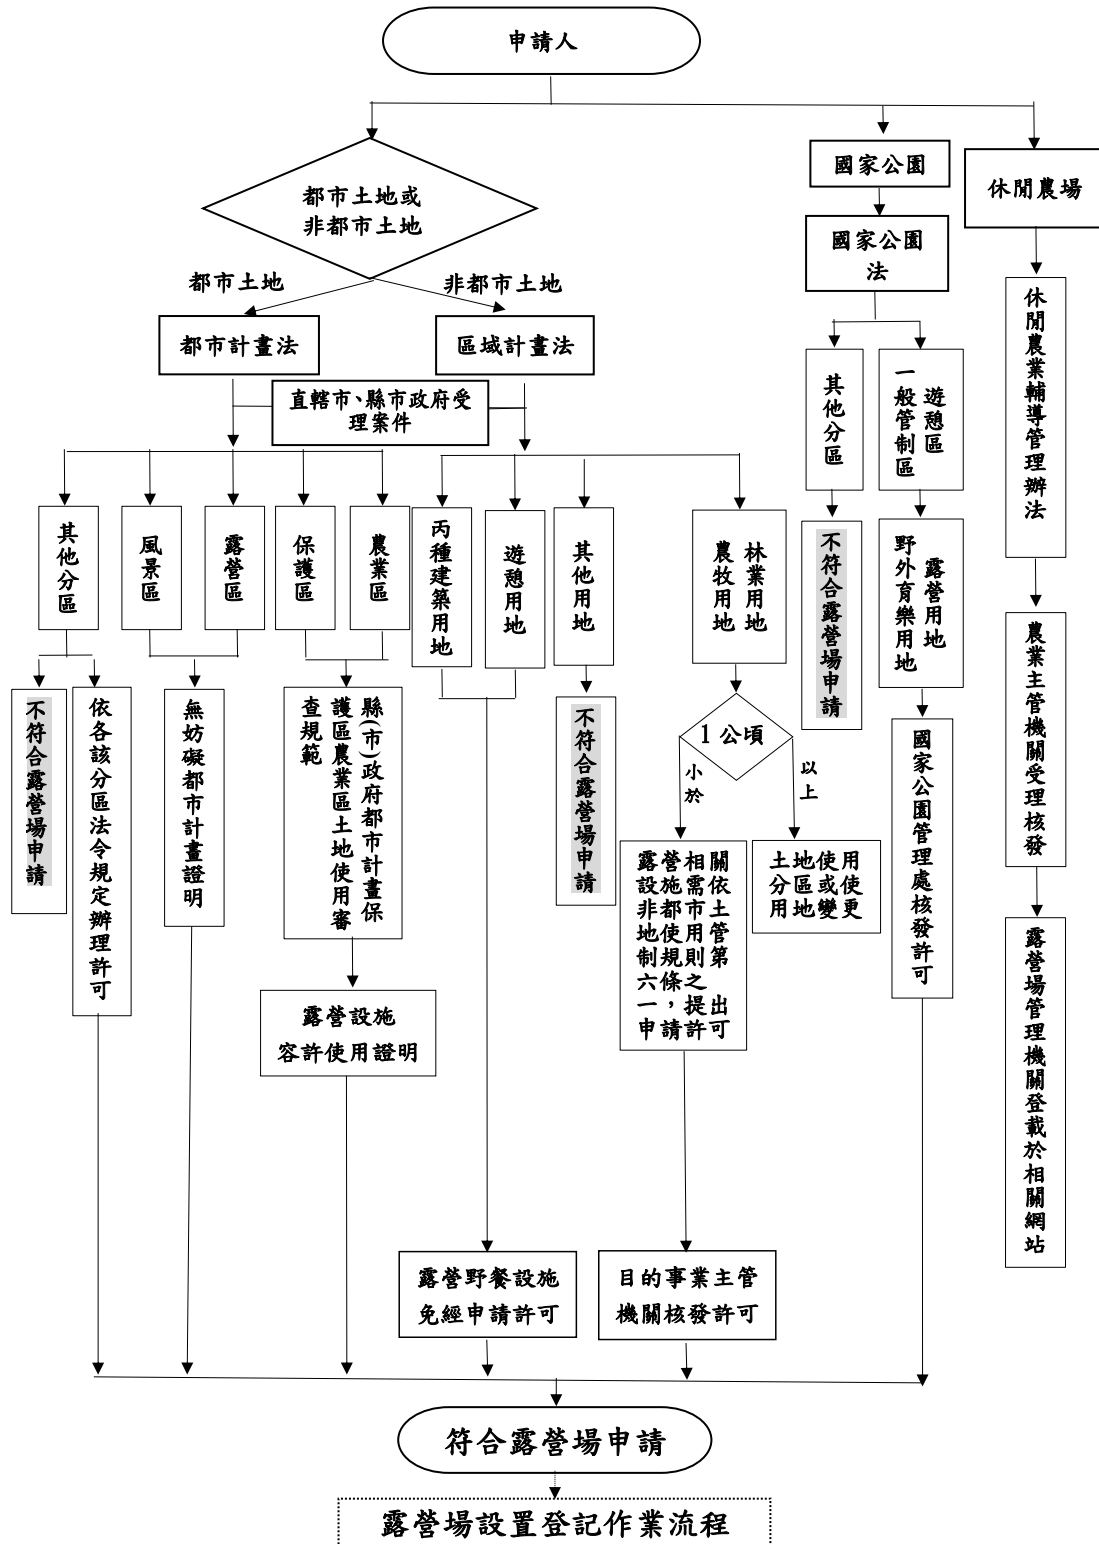 申請人
都市土地或
非都市土地
都市土地
非都市土地
都市計畫法
區域計畫法
直轄市、縣市政府受
理案件
國家公園
國家公園
法
休閒農場
其他分區
風景區
露營區
保護區
農業區
丙種建築用地
遊憩用地
其他用地
林業用地
農牧用地
其他分區
遊憩區
一般管制區
休閒農業輔導管理辦法
不符合露營場申請
依各該分區法令規定辦理許可
無妨礙都市計畫證明
縣(市)政府都市計畫保
護區農業區土地使用審
查規範
露營設施
容許使用證明
不符合露營場申請
1 公頃
小於
以上
露營相關
設施需依
非都市土
地使用管
制規則第
六條之
一，提出
申請許可
土地使用
分區或使
用地變更
不符合露營場申請
露營用地
野外育樂用地
國家公園管理處核發許可
農業主管機關受理核發
露營場管理機關登載於相關網站
露營野餐設施
免經申請許可
目的事業主管
機關核發許可
符合露營場申請
露營場設置登記作業流程